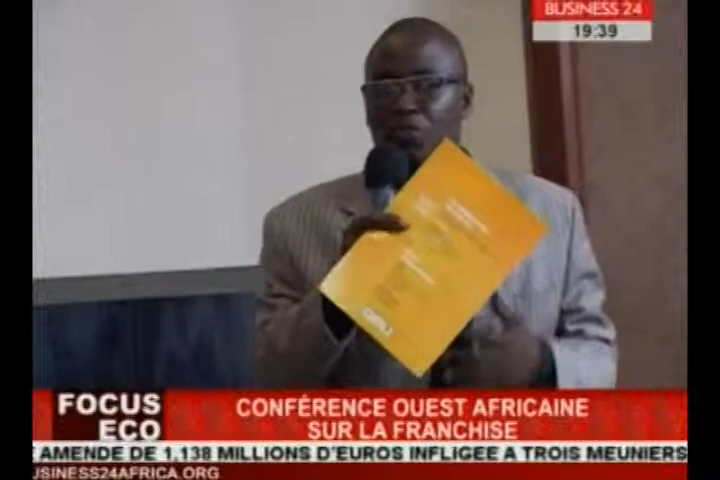 BUSINESS 24
19:39
FOCUS ECO
CONFÉRENCE OUEST AFRICAINE
SUR LA FRANCHISE
AMENDE DE 1,138 MILLIONS D'EUROS INFLIGEE A TROIS MEUNIERS
USINESS24AFRICA.ORG